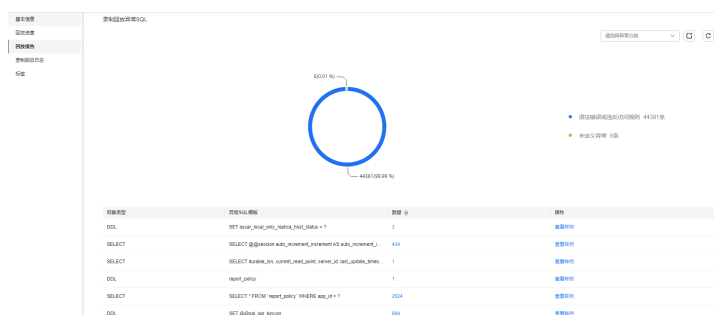 基本信息
回放进度
回放报告
录制回放日志
标签
录制回放异常SQL
请选择异常分类
6(0.01 %)
44381(99.99 %)
语法错误或违反访问规则 44381条
未定义异常 6条
对象类型 异常SQL模板 数量 操作
DDL SET oscar_local_only_replica_host_status = ? 3 查看样例
SELECT SELECT @@session.auto_increment_increment AS auto_increment_i... 434 查看样例
SELECT SELECT durable_lsn, current_read_point, server_id, last_update_times... 1 查看样例
DDL report_policy 1 查看样例
SELECT SELECT * FROM `report_policy` WHERE app_id = ? 2024 查看样例
DDL SET @@sql_log_bin=on 664 查看样例